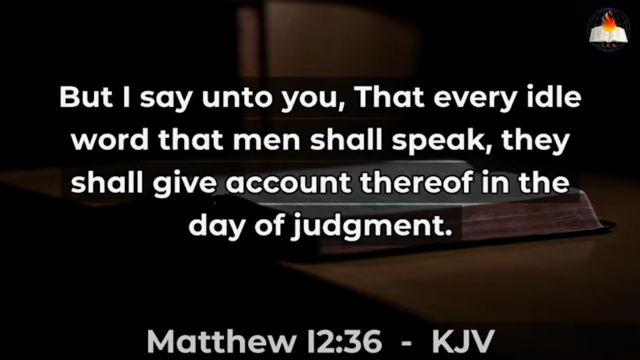 But I say unto you, That every idle
word that men shall speak, they
shall give account thereof in the
day of judgment.
Matthew 12:36 - KJV